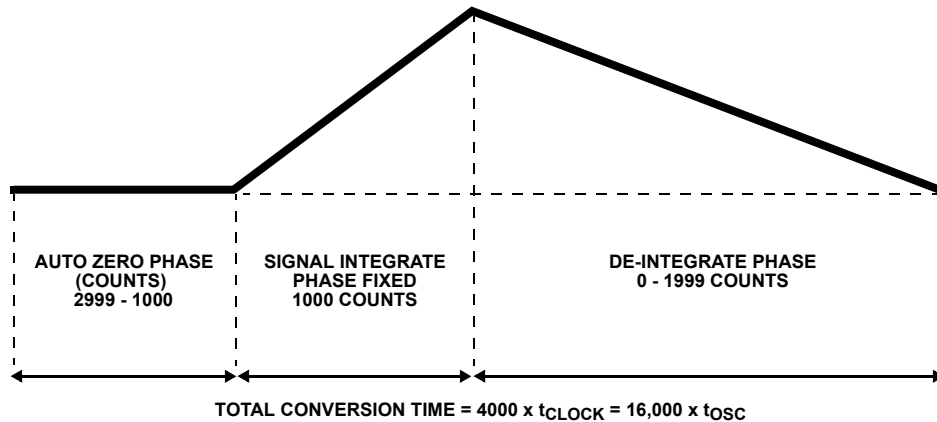 AUTO ZERO PHASE
(COUNTS)
2999 - 1000
SIGNAL INTEGRATE
PHASE FIXED
1000 COUNTS
DE-INTEGRATE PHASE
0 - 1999 COUNTS
TOTAL CONVERSION TIME = 4000 x tCLOCK = 16,000 x tOSC